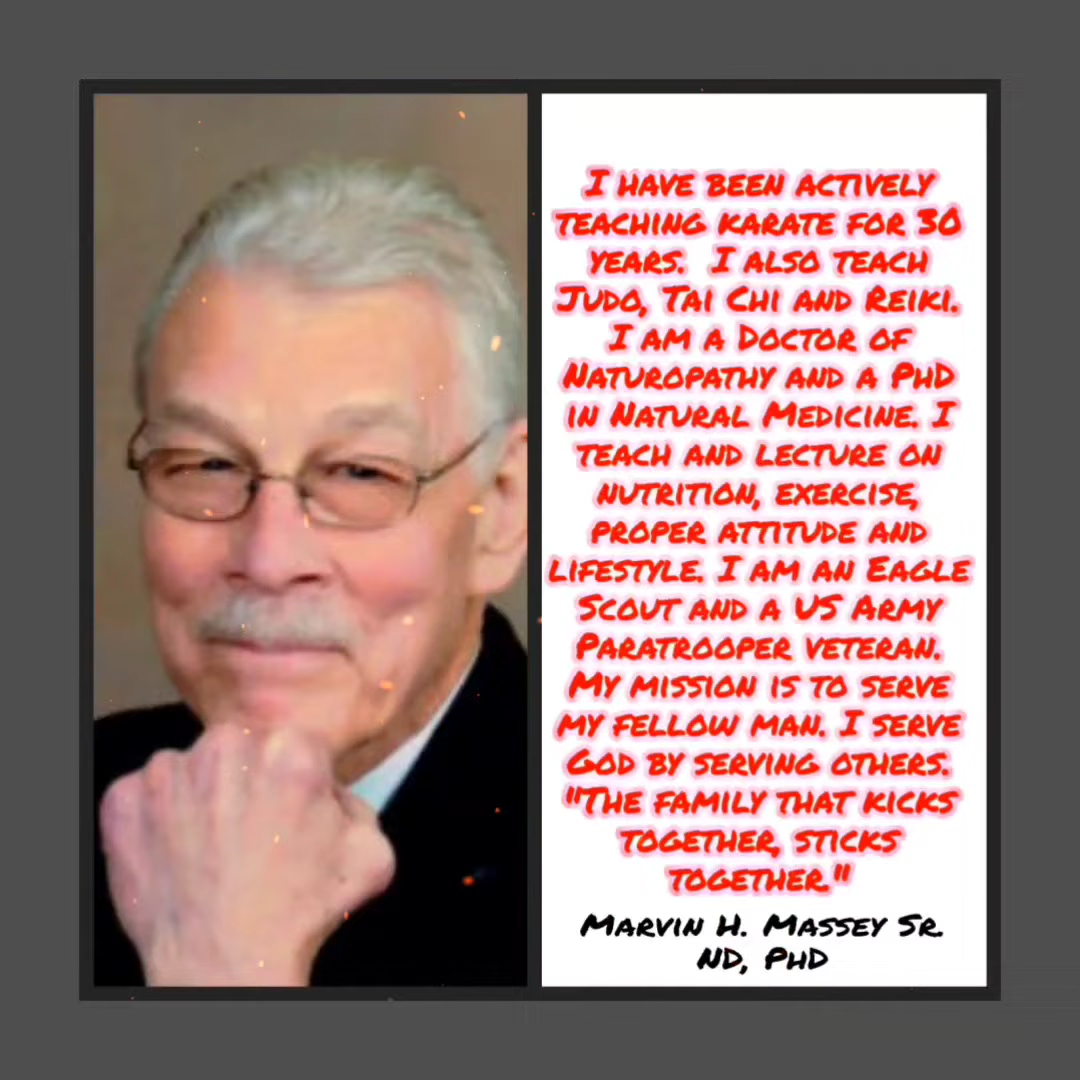 I have been actively
teaching karate for 30
years. I also teach
Judo, Tai Chi and Reiki.
I am a Doctor of
Naturopathy and a PhD
in Natural Medicine. I
teach and lecture on
nutrition, exercise,
proper attitude and
lifestyle. I am an Eagle
Scout and a US Army
Paratrooper veteran.
My mission is to serve
my fellow man. I serve
God by serving others.
"The family that kicks
together, sticks
together."
Marvin H. Massey Sr.
ND, PhD